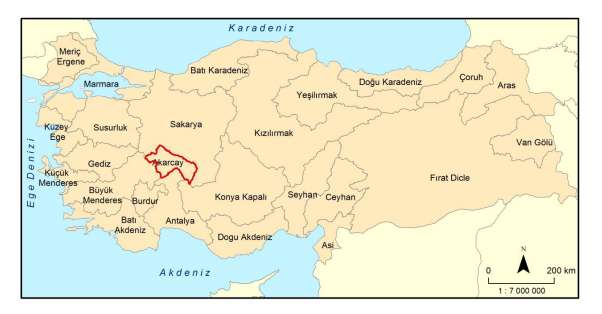 Karadeniz
Meriç
Ergene
Marmara
Batı Karadeniz
Doğu Karadeniz
Çoruh
Aras
Yeşilırmak
Kuzey
Ege
Susurluk
Sakarya
Kızılırmak
Van Gölü
Ege Denizi
Gediz
Akarcay
Küçük
Menderes
Fırat Dicle
Büyük
Menderes
Burdur
Konya Kapalı
Seyhan
Ceyhan
Batı
Akdeniz
Antalya
Dogu Akdeniz
Asi
Akdeniz
N
0 200 km
1 : 7 000 000